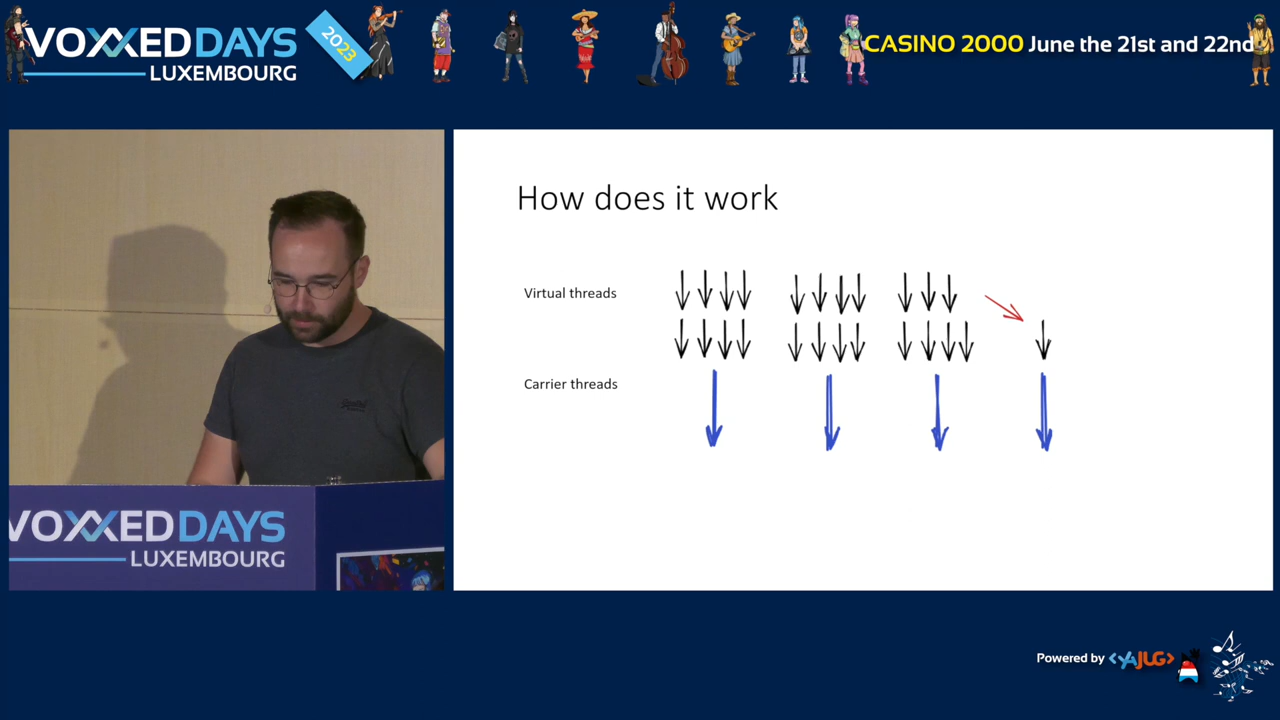 VOXXED DAYS
LUXEMBOURG
2023
CASINO 2000 June the 21st and 22nd
How does it work
Virtual threads
Carrier threads
VOXXED DAYS
LUXEMBOURG
Powered by <YAJUG>